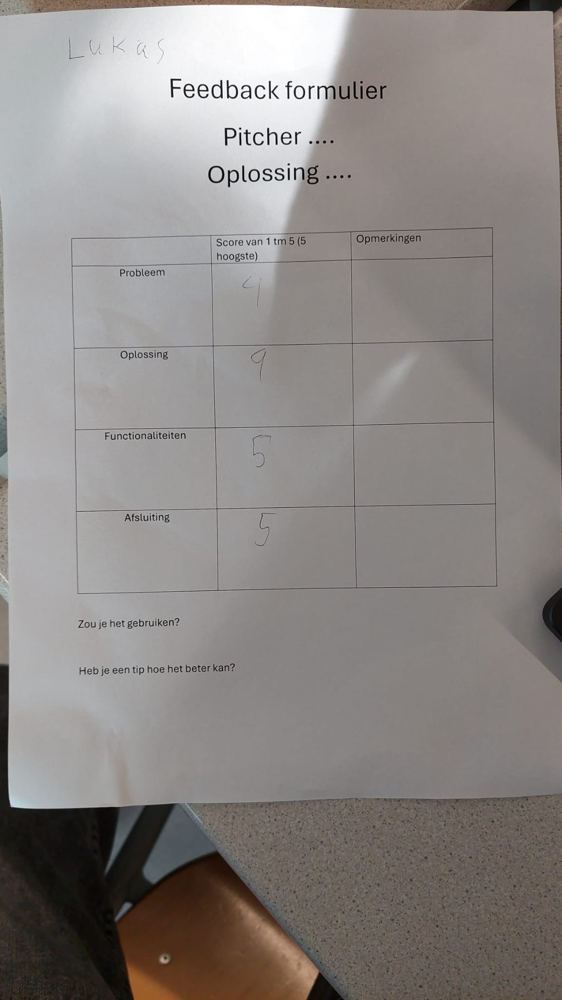 Lukas
Feedback formulier
Pitcher ....
Oplossing ....
Score van 1 tm 5 (5 hoogste)
Opmerkingen
Probleem
4
Oplossing
9
Functionaliteiten
5
Afsluiting
5
Zou je het gebruiken?
Heb je een tip hoe het beter kan?